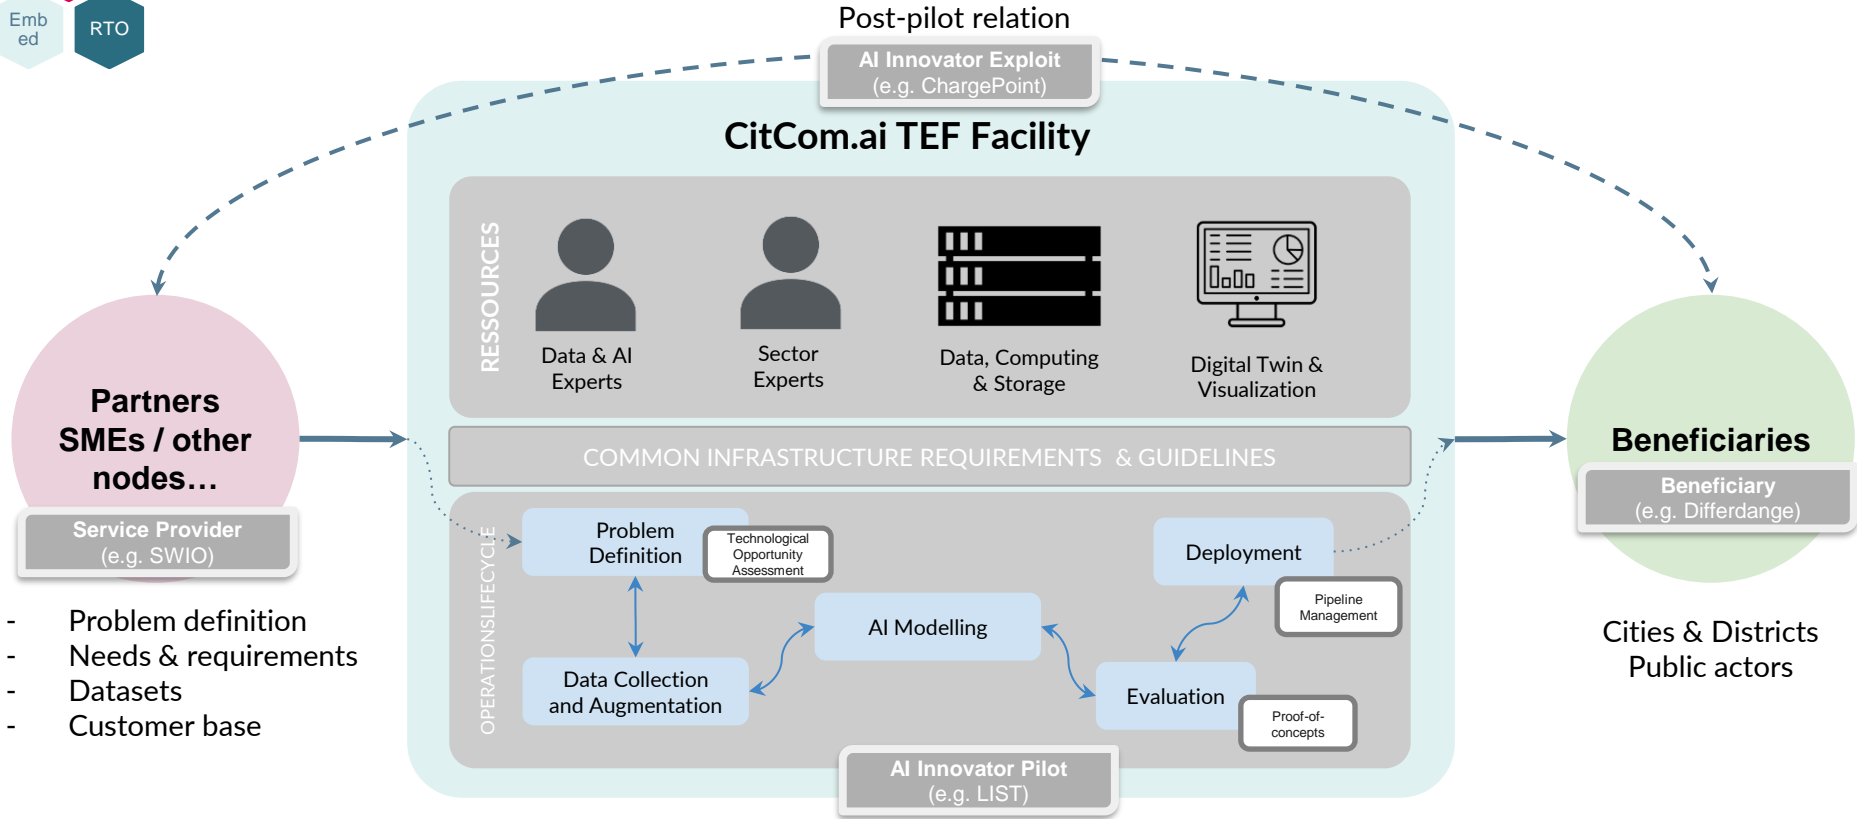 Emb
ed
RTO
Post-pilot relation
AI Innovator Exploit
(e.g. ChargePoint)
CitCom.ai TEF Facility
RESSOURCES
Data & AI
Experts
Sector
Experts
Data, Computing
& Storage
Digital Twin &
Visualization
Partners
SMEs / other
nodes…
Service Provider
(e.g. SWIO)
- Problem definition
- Needs & requirements
- Datasets
- Customer base
COMMON INFRASTRUCTURE REQUIREMENTS & GUIDELINES
OPERATIONSLIFECYCLE
Problem
Definition
Technological
Opportunity
Assessment
Data Collection
and Augmentation
AI Modelling
Evaluation
Proof-of-
concepts
Deployment
Pipeline
Management
AI Innovator Pilot
(e.g. LIST)
Beneficiaries
Beneficiary
(e.g. Differdange)
Cities & Districts
Public actors